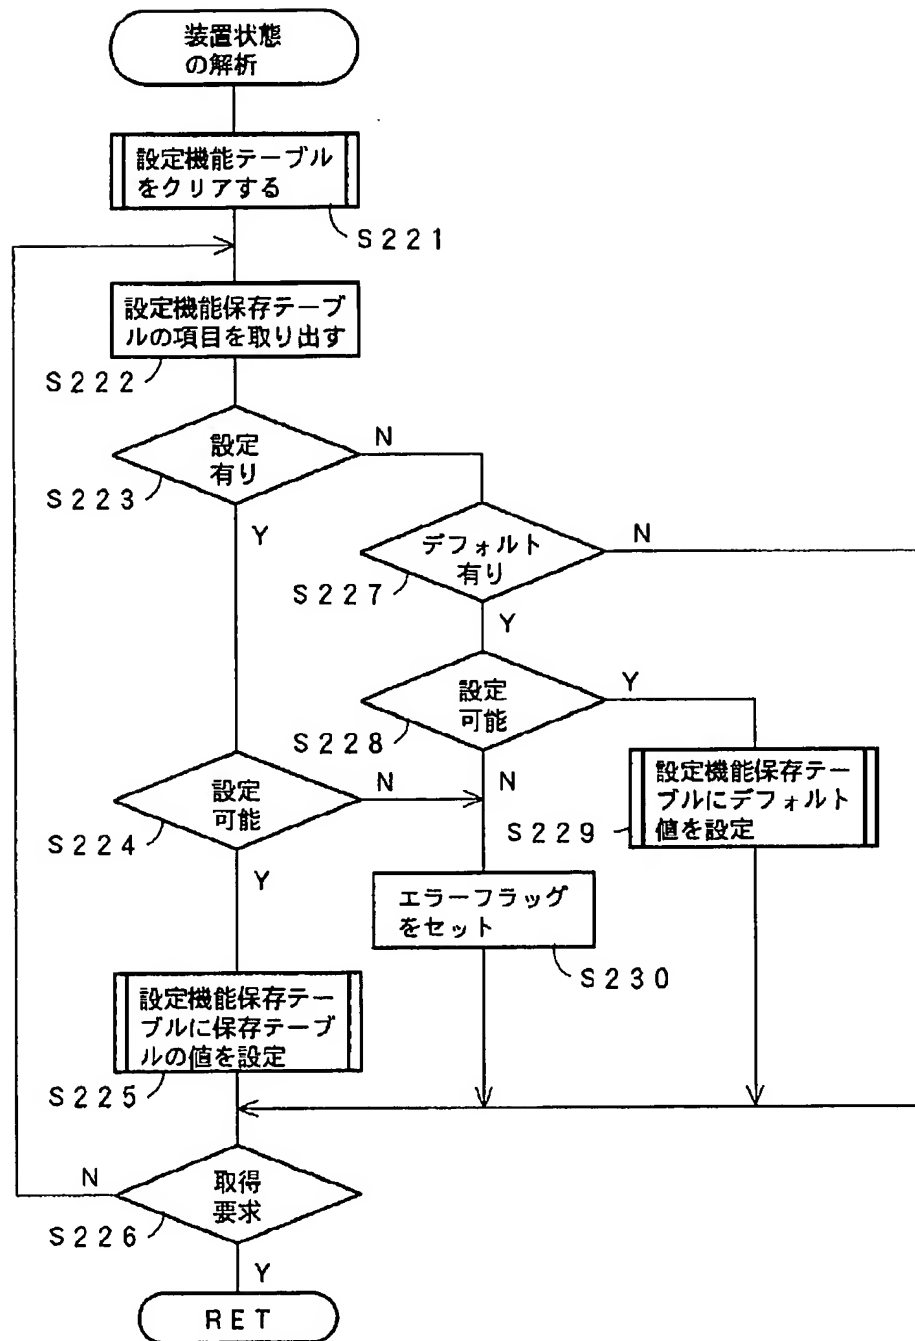 装置状態
の解析
設定機能テーブル
をクリアする
S221
設定機能保存テーブ
ルの項目を取り出す
S222
設定
有り
N
S223
Y
デフォルト
有り
N
S227
Y
設定
可能
Y
S228
N
設定
可能
N
S224
Y
設定機能保存テー
ブルにデフォルト
値を設定
S229
エラーフラッグ
をセット
S230
設定機能保存テー
ブルに保存テーブ
ルの値を設定
S225
取得
要求
N
S226
Y
RET